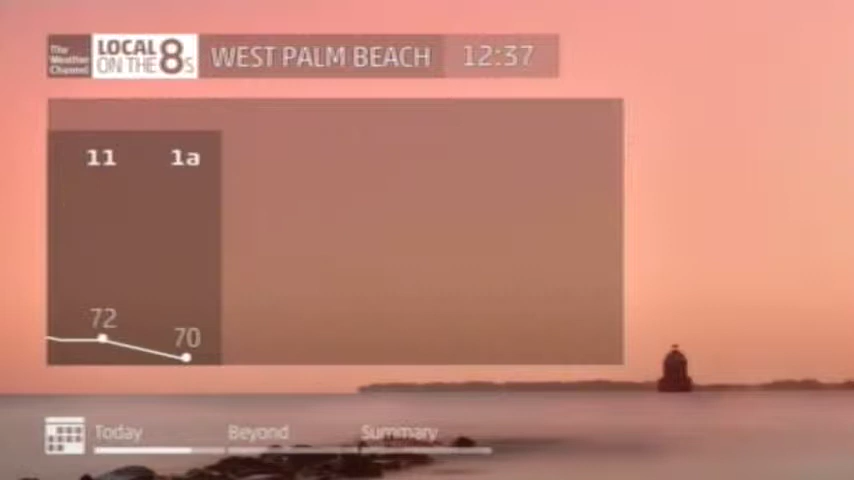 The
Weather
Channel
LOCAL
ON THE 8s
WEST PALM BEACH
12:37
11 1a
72
70
Today Beyond Summary